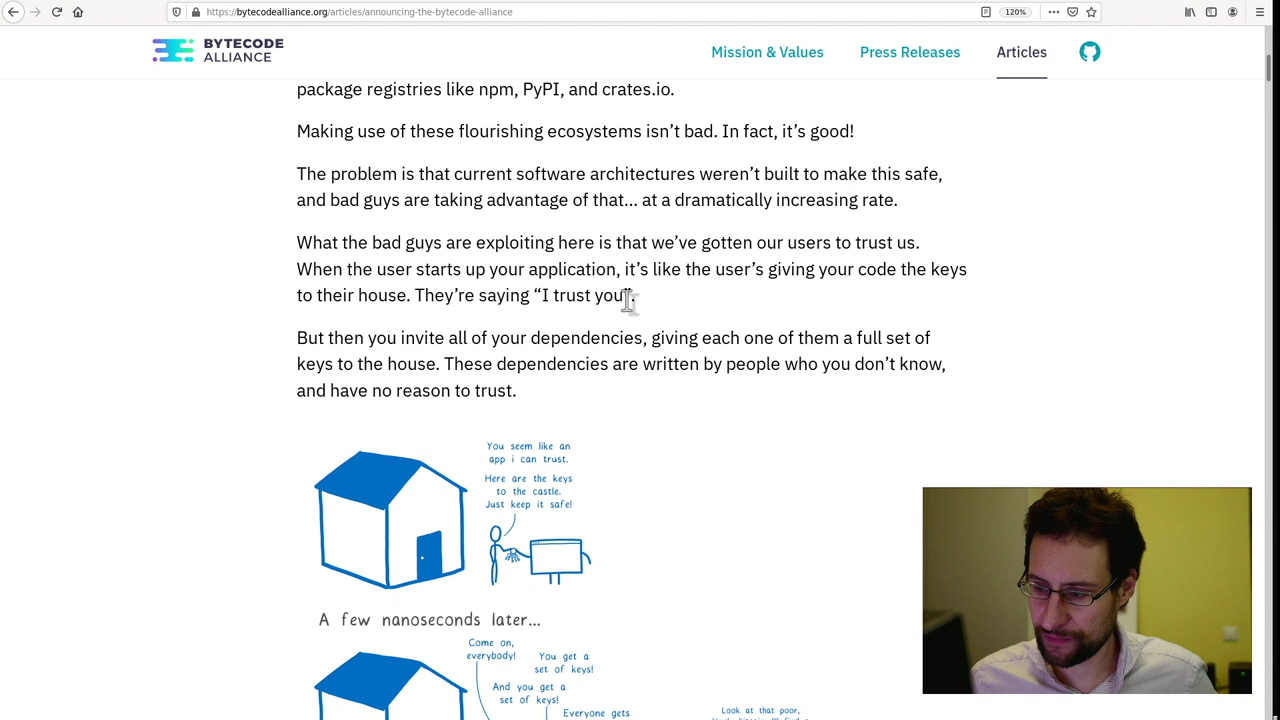 https://bytecodealliance.org/articles/announcing-the-bytecode-alliance
120%
BYTECODE
ALLIANCE
Mission & Values
Press Releases
Articles
package registries like npm, PyPI, and crates.io.
Making use of these flourishing ecosystems isn’t bad. In fact, it’s good!
The problem is that current software architectures weren’t built to make this safe,
and bad guys are taking advantage of that… at a dramatically increasing rate.
What the bad guys are exploiting here is that we’ve gotten our users to trust us.
When the user starts up your application, it’s like the user’s giving your code the keys
to their house. They’re saying “I trust you”.
But then you invite all of your dependencies, giving each one of them a full set of
keys to the house. These dependencies are written by people who you don’t know,
and have no reason to trust.
You seem like an
app i can trust.
Here are the keys
to the castle.
Just keep it safe!
A few nanoseconds later...
Come on,
everybody!
You get a
set of keys!
And you get a
set of keys!
Everyone gets
Look at that poor,